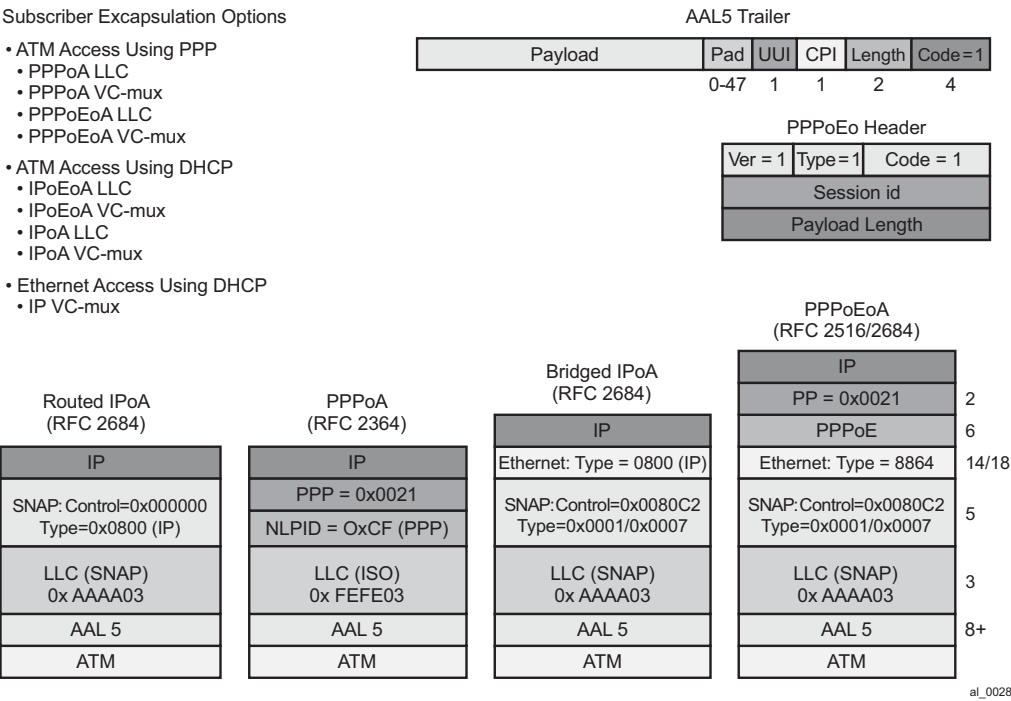 Subscriber Excapsulation Options
• ATM Access Using PPP
• PPPoA LLC
• PPPoA VC-mux
• PPPoEoA LLC
• PPPoEoA VC-mux
• ATM Access Using DHCP
• IPoEoA LLC
• IPoEoA VC-mux
• IPoA LLC
• IPoA VC-mux
• Ethernet Access Using DHCP
• IP VC-mux
AAL5 Trailer
Payload Pad UUI CPI Length Code=1
0-47 1 1 2 4
PPPoEo Header
Ver = 1 Type=1 Code = 1
Session id
Payload Length
Routed IPoA
(RFC 2684)
IP
SNAP: Control=0x000000
Type=0x0800 (IP)
LLC (SNAP)
0x AAAA03
AAL 5
ATM
PPPoA
(RFC 2364)
IP
PPP = 0x0021
NLPID = OxCF (PPP)
LLC (ISO)
0x FEFE03
AAL 5
ATM
Bridged IPoA
(RFC 2684)
IP
Ethernet: Type = 0800 (IP)
SNAP:Control=0x0080C2
Type=0x0001/0x0007
LLC (SNAP)
0x AAAA03
AAL 5
ATM
PPPoEoA
(RFC 2516/2684)
IP
PP = 0x0021 2
PPPoE 6
Ethernet: Type = 8864 14/18
SNAP:Control=0x0080C2
Type=0x0001/0x0007
5
LLC (SNAP)
0x AAAA03
3
AAL 5 8+
ATM
al_0028